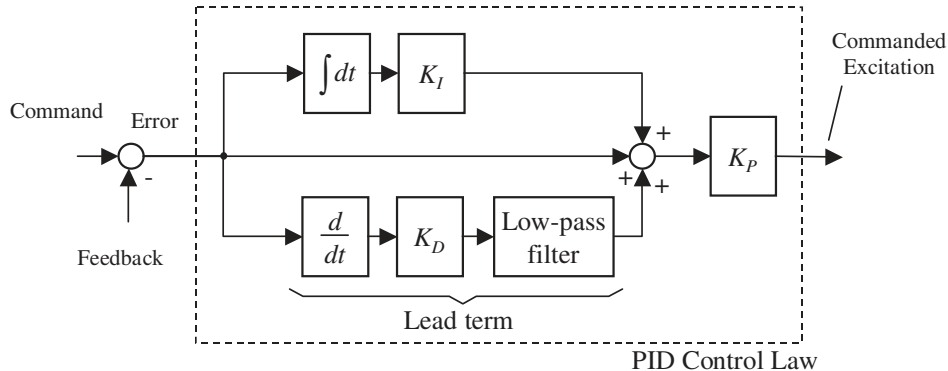 Commanded
Excitation
∫ dt
K_I
Command
Error
+
K_P
-
+
+
d/dt
K_D
Low-pass
filter
Feedback
Lead term
PID Control Law